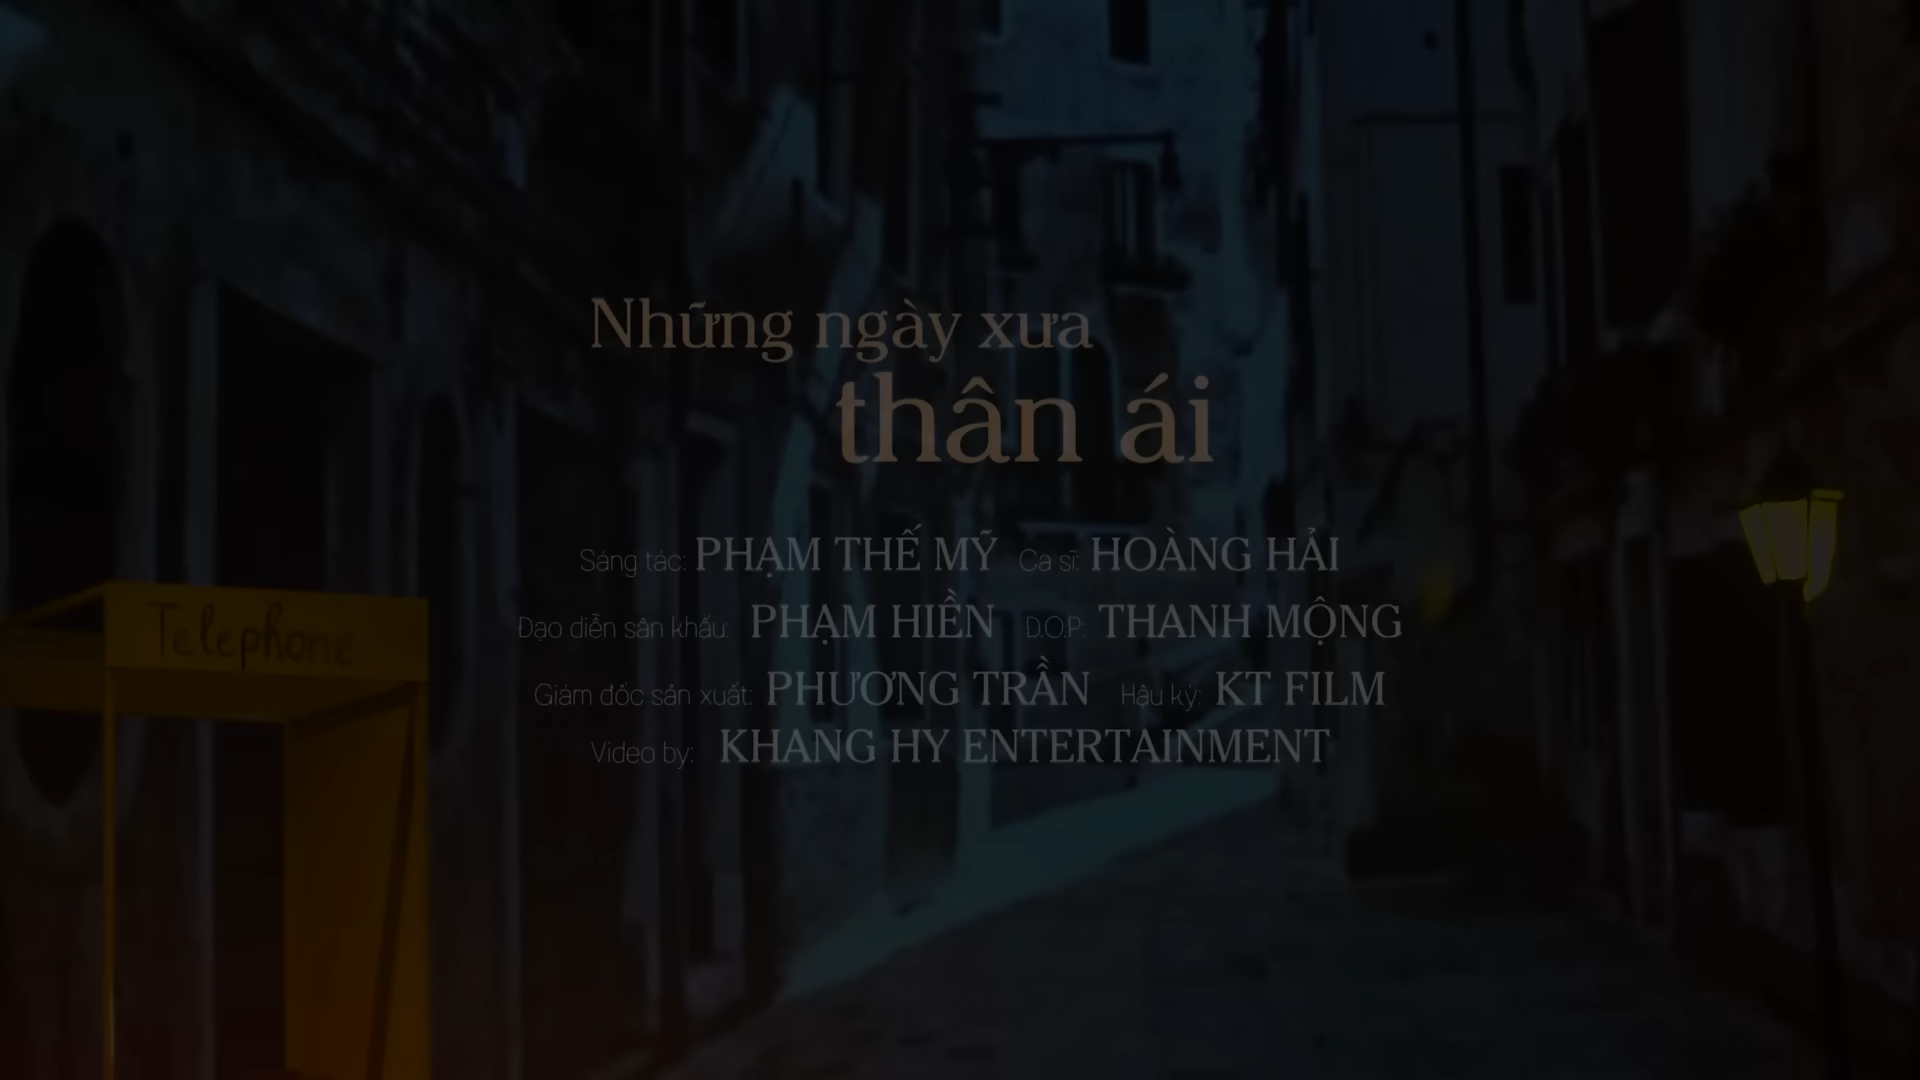 Những ngày xưa
thân ái
Sáng tác: PHẠM THẾ MỸ Ca sĩ: HOÀNG HẢI
Đạo diễn sân khấu: PHẠM HIỀN D.O.P: THANH MỘNG
Giám đốc sản xuất: PHƯƠNG TRẦN Hậu kỳ: KT FILM
Video by: KHANG HY ENTERTAINMENT
Telephone